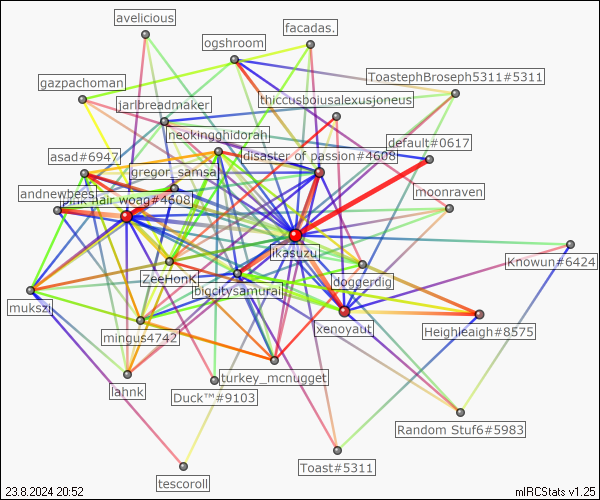 avelicious
facadas.
ogshroom
gazpachoman
ToastephBroseph5311#5311
jarlbreadmaker
thiccusboiusalexusjoneus
neokingghidorah
default#0617
asad#6947
disaster of passion#4608
gregor_samsa
andnewbees
pink hair woag#4608
moonraven
ikasuzu
Knowun#6424
ZeeHonK
doggerdig
bigcitysamurai
mukszi
mingus4742
xenoyaut
Heighleaigh#8575
turkey_mcnugget
lahnk
Duck™#9103
Random Stuf6#5983
Toast#5311
tescoroll
23.8.2024 20:52
mIRCStats v1.25